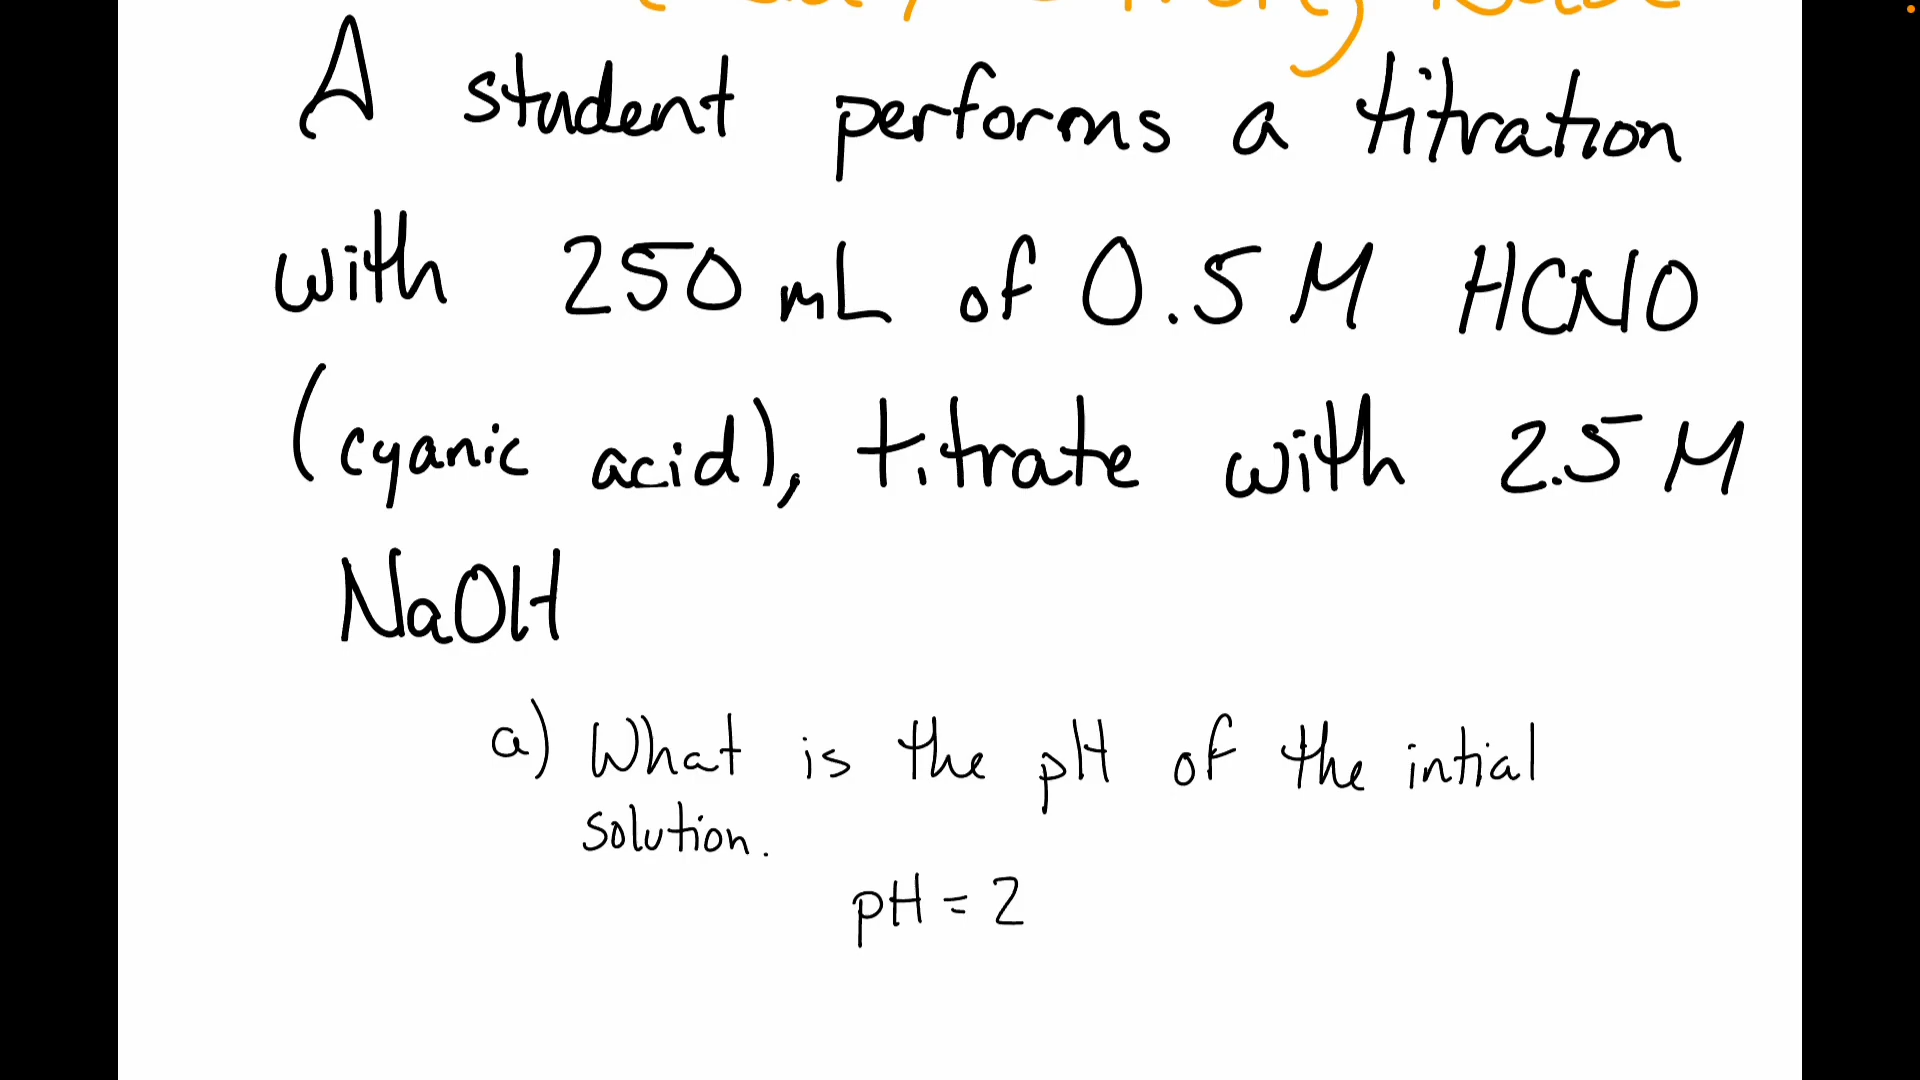 A student performs a titration
with 250 mL of 0.5 M HCNO
(cyanic acid), titrate with 2.5 M
NaOH
a) What is the pH of the intial
solution.
pH = 2